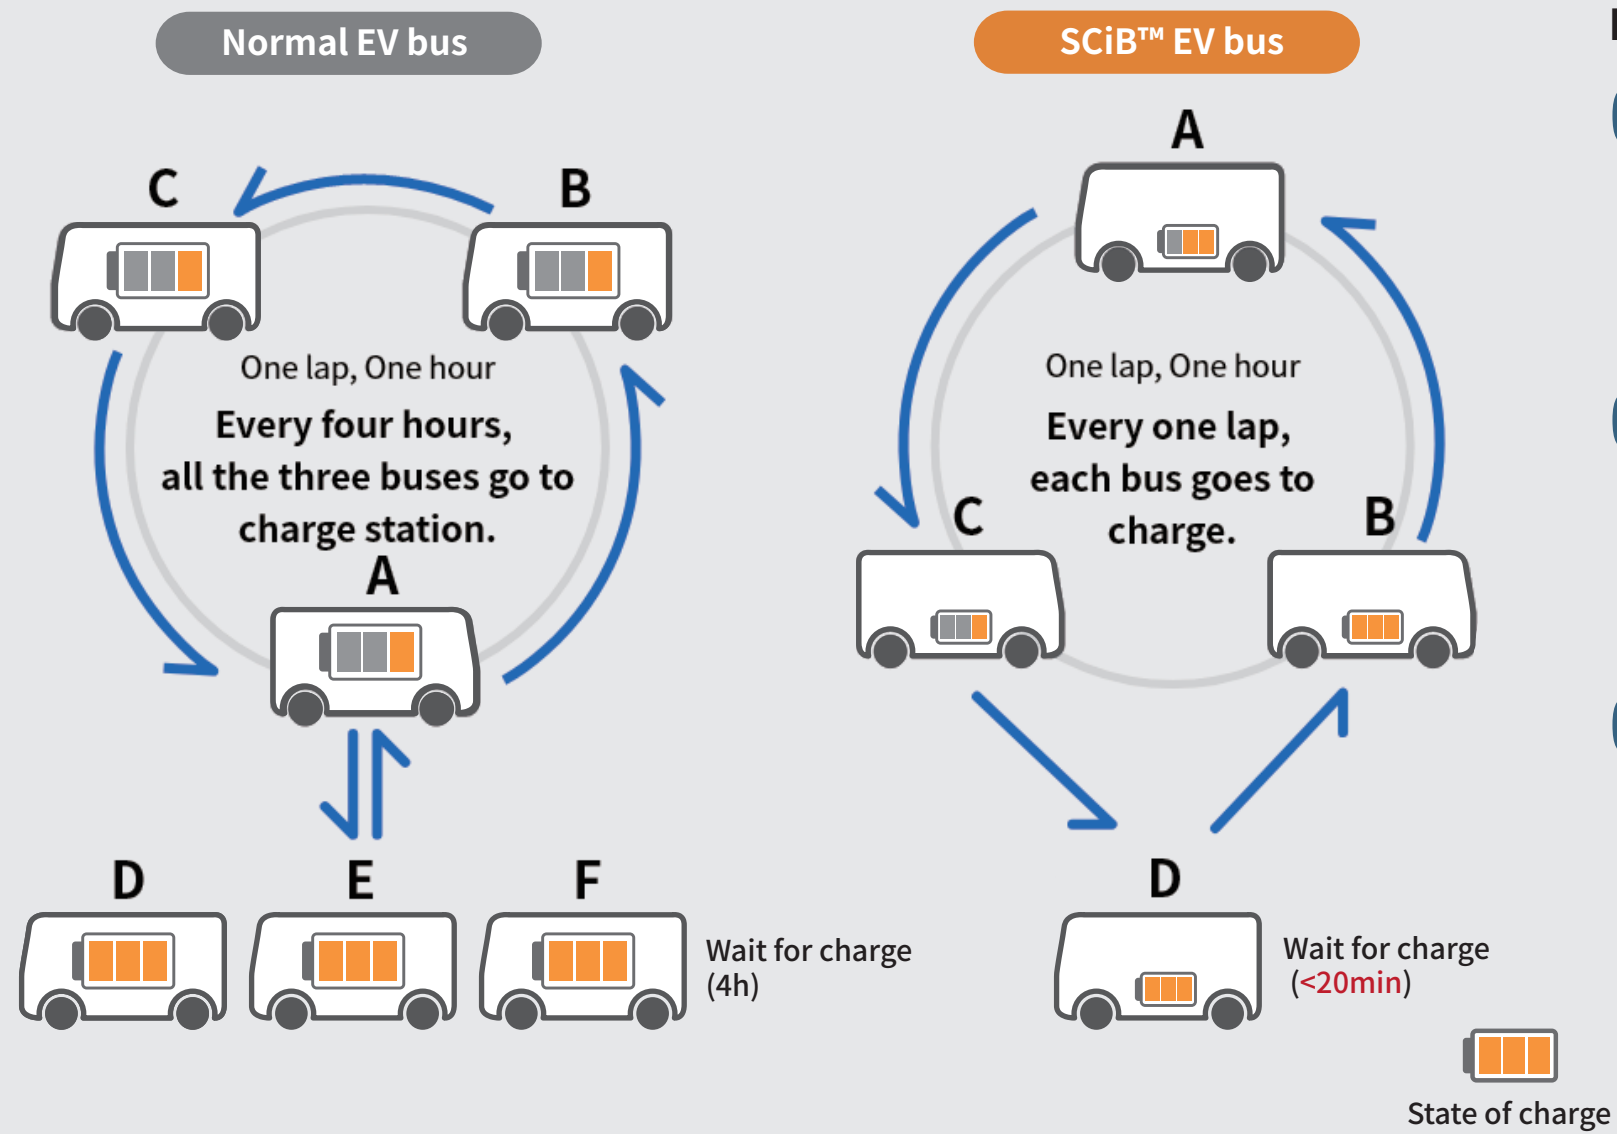 Normal EV bus
C
B
One lap, One hour
Every four hours,
all the three buses go to
charge station.
A
D
E
F
Wait for charge
(4h)
SCiB™ EV bus
A
One lap, One hour
Every one lap,
each bus goes to
charge.
C
B
D
Wait for charge
(<20min)
State of charge